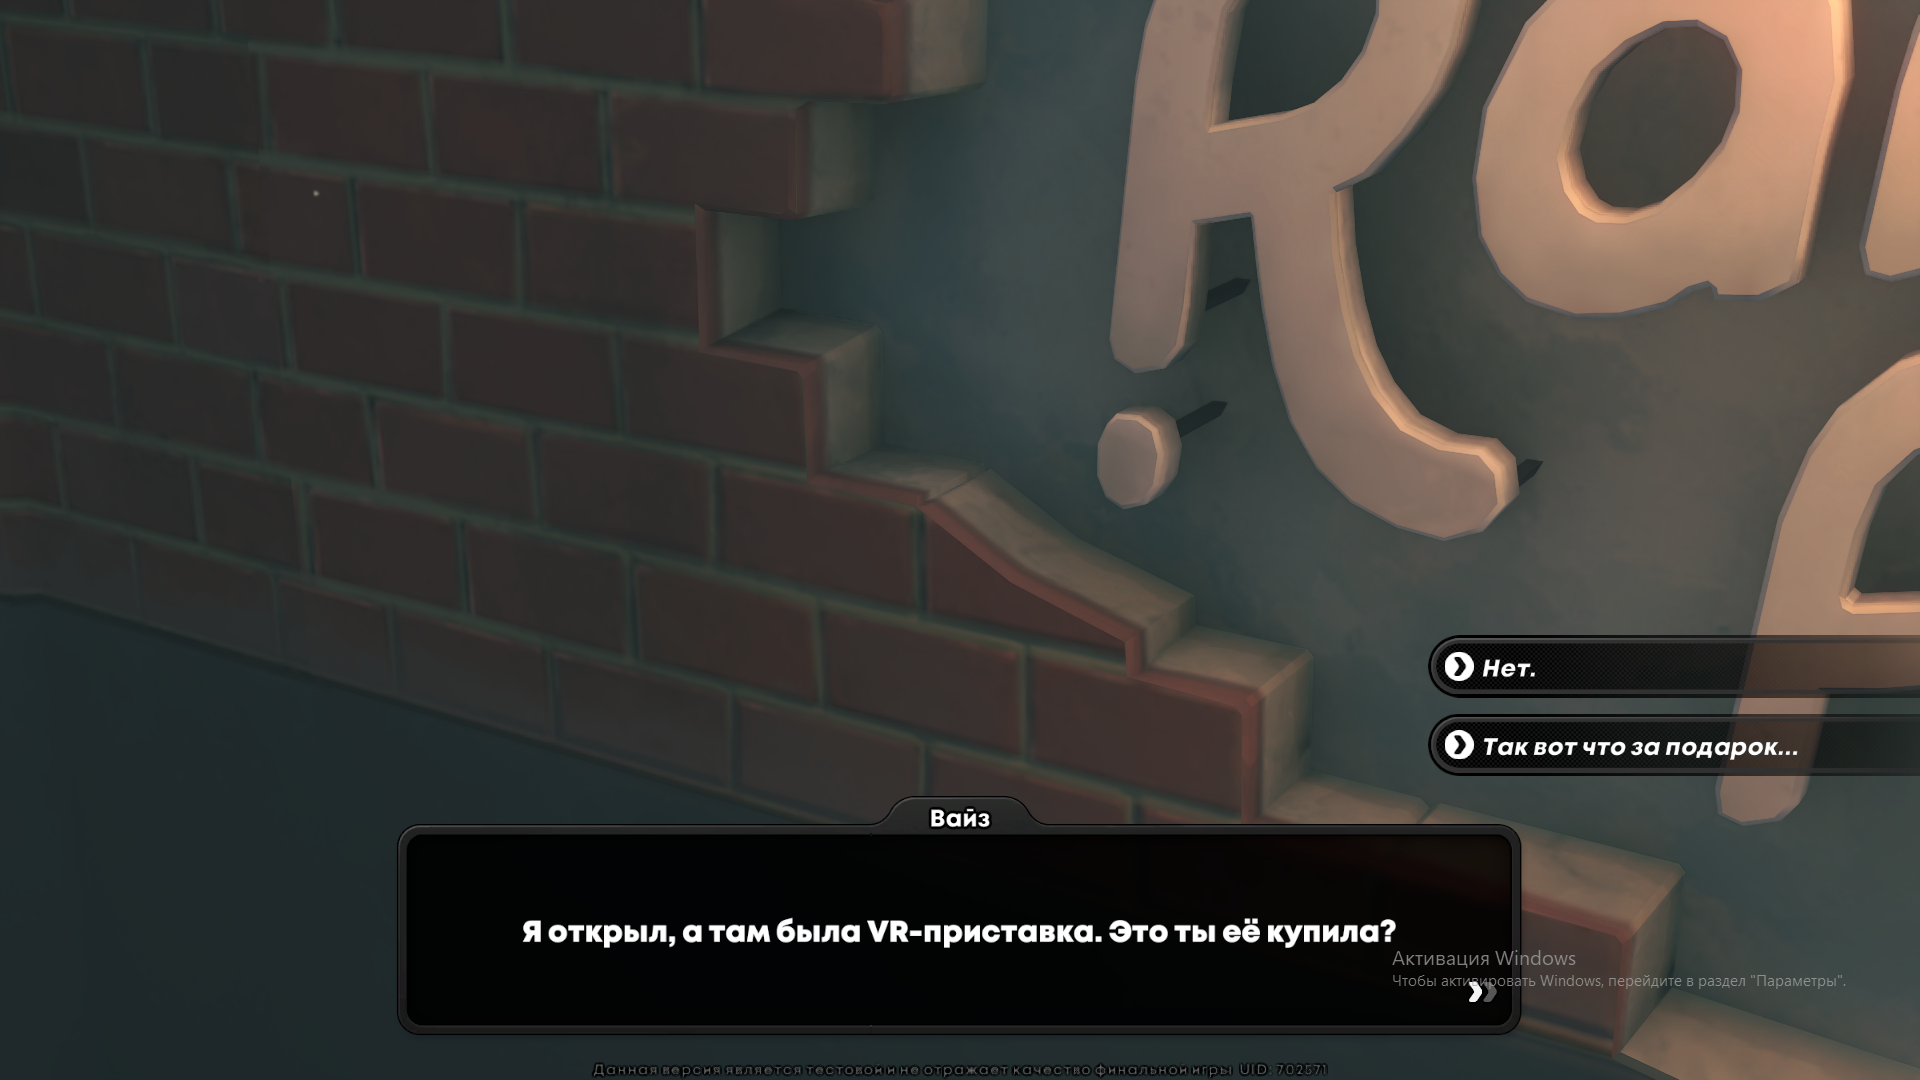 Ra
Нет.
Так вот что за подарок...
Вайз
Я открыл, а там была VR-приставка. Это ты её купила?
Активация Windows
Чтобы активировать Windows, перейдите в раздел "Параметры".
Данная версия является тестовой и не отражает качество финальной игры UID: 702571